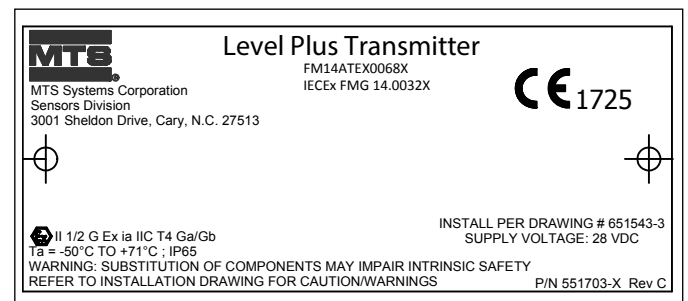 MTS
Level Plus Transmitter
FM14ATEX0068X
IECEx FMG 14.0032X
CE 1725
MTS Systems Corporation
Sensors Division
3001 Sheldon Drive, Cary, N.C. 27513
INSTALL PER DRAWING # 651543-3
SUPPLY VOLTAGE: 28 VDC
Ex II 1/2 G Ex ia IIC T4 Ga/Gb
Ta = -50°C TO +71°C ; IP65
WARNING: SUBSTITUTION OF COMPONENTS MAY IMPAIR INTRINSIC SAFETY
REFER TO INSTALLATION DRAWING FOR CAUTION/WARNINGS
P/N 551703-X Rev C